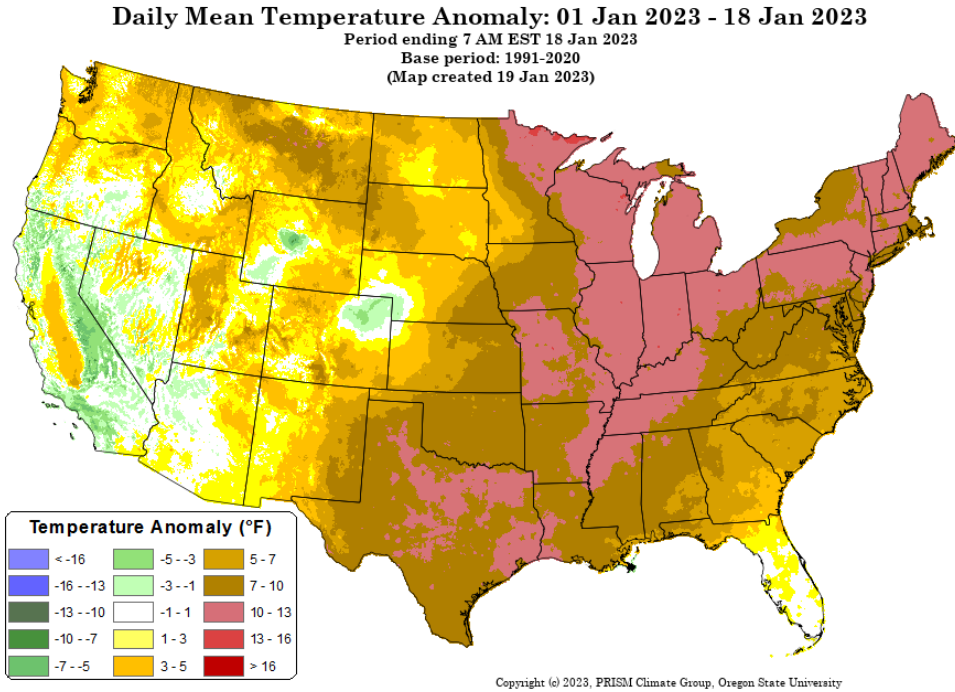 Daily Mean Temperature Anomaly: 01 Jan 2023 - 18 Jan 2023
Period ending 7 AM EST 18 Jan 2023
Base period: 1991-2020
(Map created 19 Jan 2023)
Temperature Anomaly (°F)
< -16
-16 - -13
-13 - -10
-10 - -7
-7 - -5
-5 - -3
-3 - -1
-1 - 1
1 - 3
3 - 5
5 - 7
7 - 10
10 - 13
13 - 16
> 16
Copyright (c) 2023, PRISM Climate Group, Oregon State University